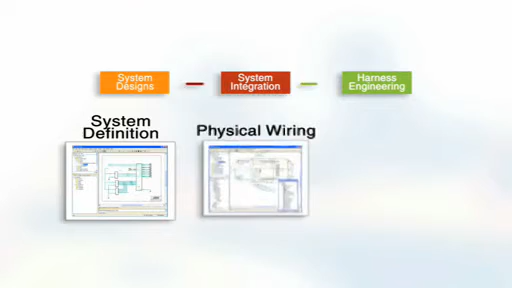 System
Designs
System
Integration
Harness
Engineering
System
Definition
Physical Wiring